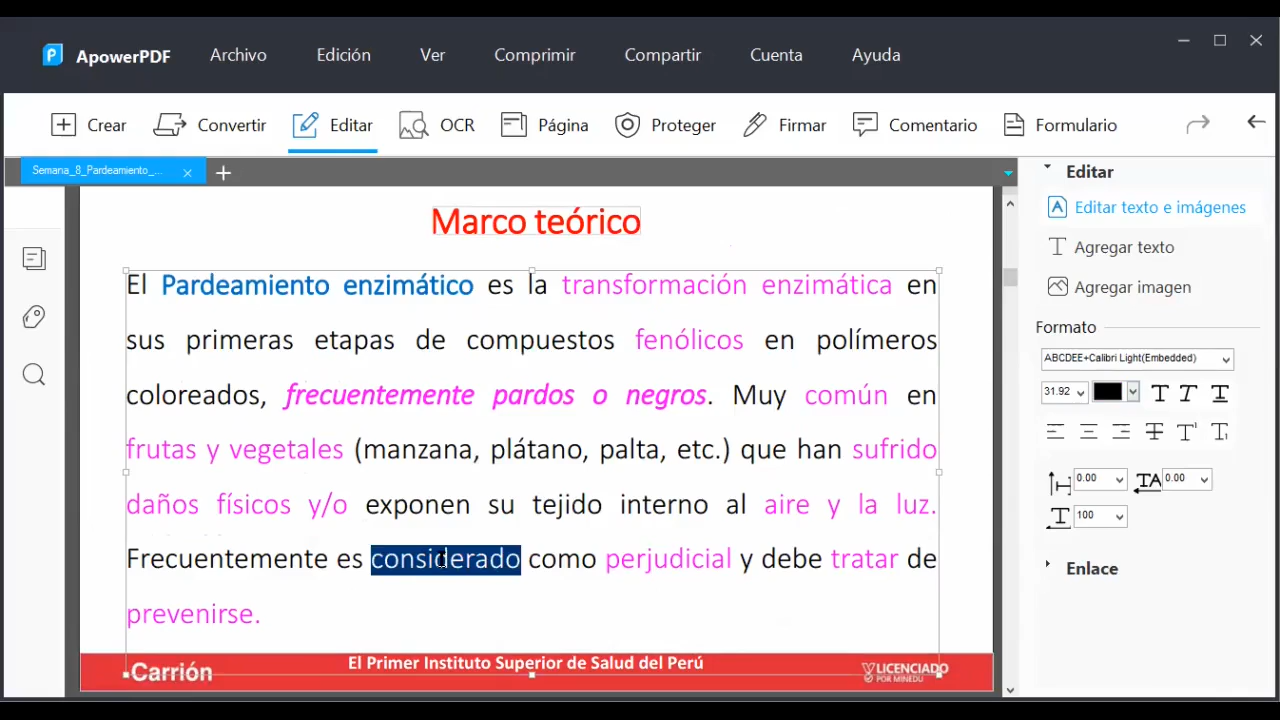 ApowerPDF Archivo Edición Ver Comprimir Compartir Cuenta Ayuda
Crear Convertir Editar OCR Página Proteger Firmar Comentario Formulario
Semana_8_Pardeamiento_...
Editar
Editar texto e imágenes
Agregar texto
Agregar imagen
Formato
ABCDEE+Calibri Light(Embedded)
31.92
0.00 0.00
100
Enlace
Marco teórico
El Pardeamiento enzimático es la transformación enzimática en
sus primeras etapas de compuestos fenólicos en polímeros
coloreados, frecuentemente pardos o negros. Muy común en
frutas y vegetales (manzana, plátano, palta, etc.) que han sufrido
daños físicos y/o exponen su tejido interno al aire y la luz.
Frecuentemente es considerado como perjudicial y debe tratar de
prevenirse.
Carrión El Primer Instituto Superior de Salud del Perú LICENCIADO
POR MINEDU